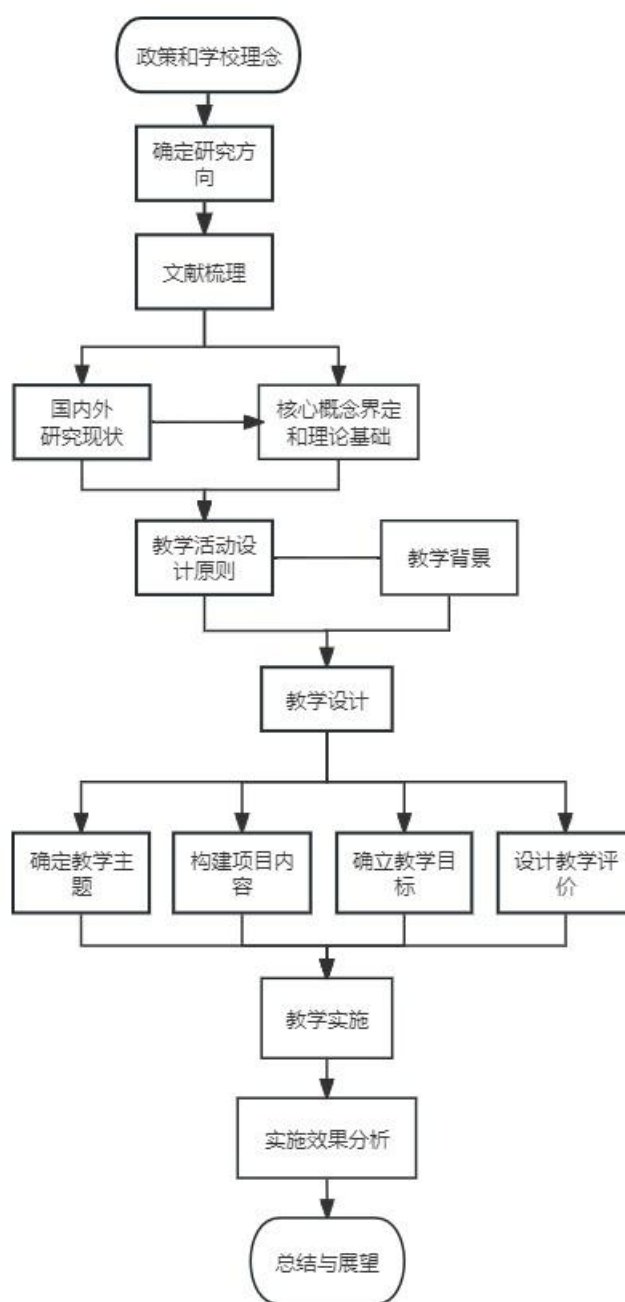 政策和学校理念
确定研究方
向
文献梳理
国内外
研究现状
核心概念界定
和理论基础
教学活动设
计原则
教学背景
教学设计
确定教学主
题
构建项目内
容
确立教学目
标
设计教学评
价
教学实施
实施效果分析
总结与展望